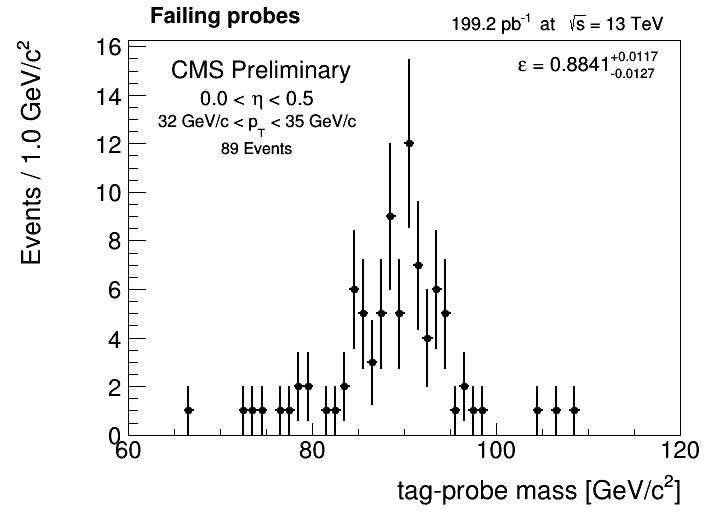 Failing probes
199.2 pb⁻¹ at √s = 13 TeV
CMS Preliminary
0.0 < η < 0.5
32 GeV/c < p_T < 35 GeV/c
89 Events
ε = 0.8841 +0.0117 -0.0127
Events / 1.0 GeV/c²
16
14
12
10
8
6
4
2
0
60 80 100 120
tag-probe mass [GeV/c²]